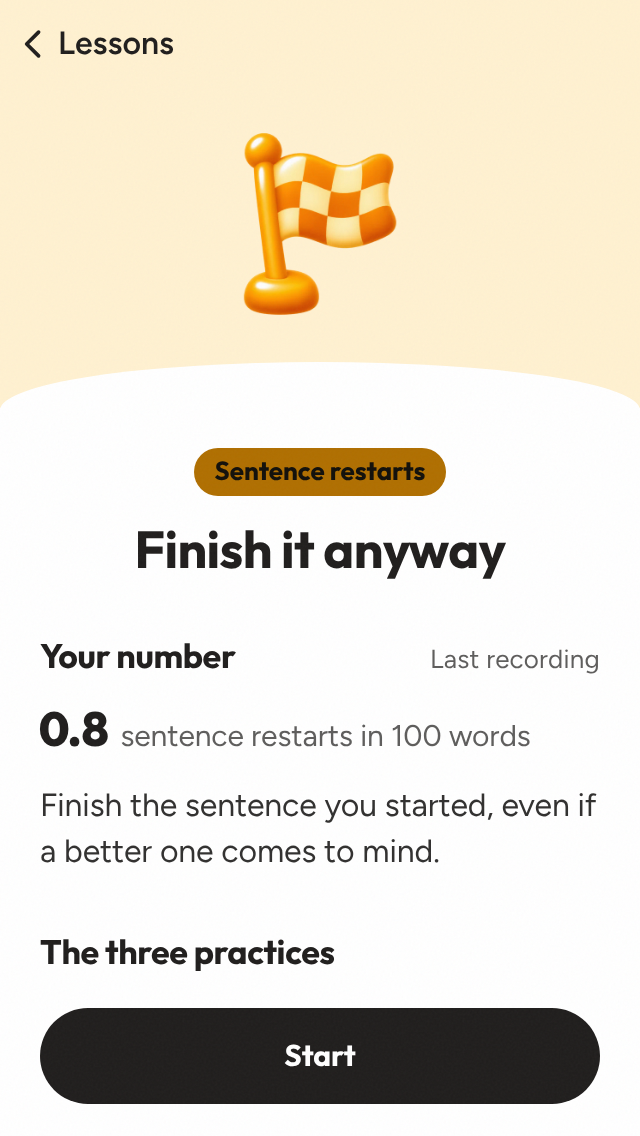 Lessons
Sentence restarts
Finish it anyway
Your number
Last recording
0.8 sentence restarts in 100 words
Finish the sentence you started, even if
a better one comes to mind.
The three practices
Start